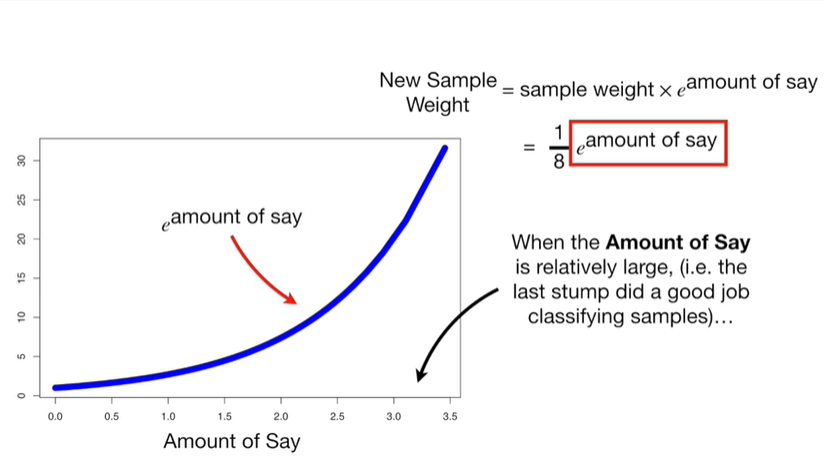 New Sample
Weight
= sample weight × e^amount of say
= 1/8 e^amount of say
e^amount of say
When the Amount of Say
is relatively large, (i.e. the
last stump did a good job
classifying samples)…
30
25
20
15
10
5
0
0.0 0.5 1.0 1.5 2.0 2.5 3.0 3.5
Amount of Say